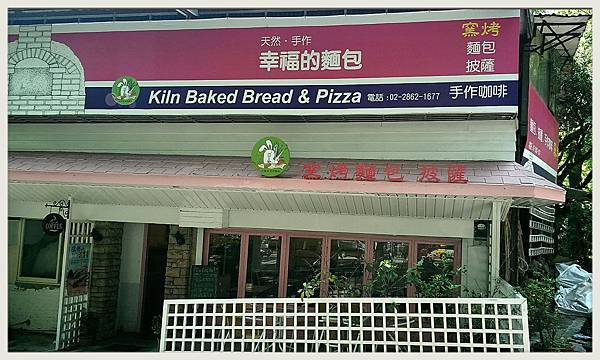 天然・手作
幸福的麵包
窯烤
麵包
披薩
Kiln Baked Bread & Pizza 電話:02-2862-1677 手作咖啡
窯烤麵包 披薩
COFFEE